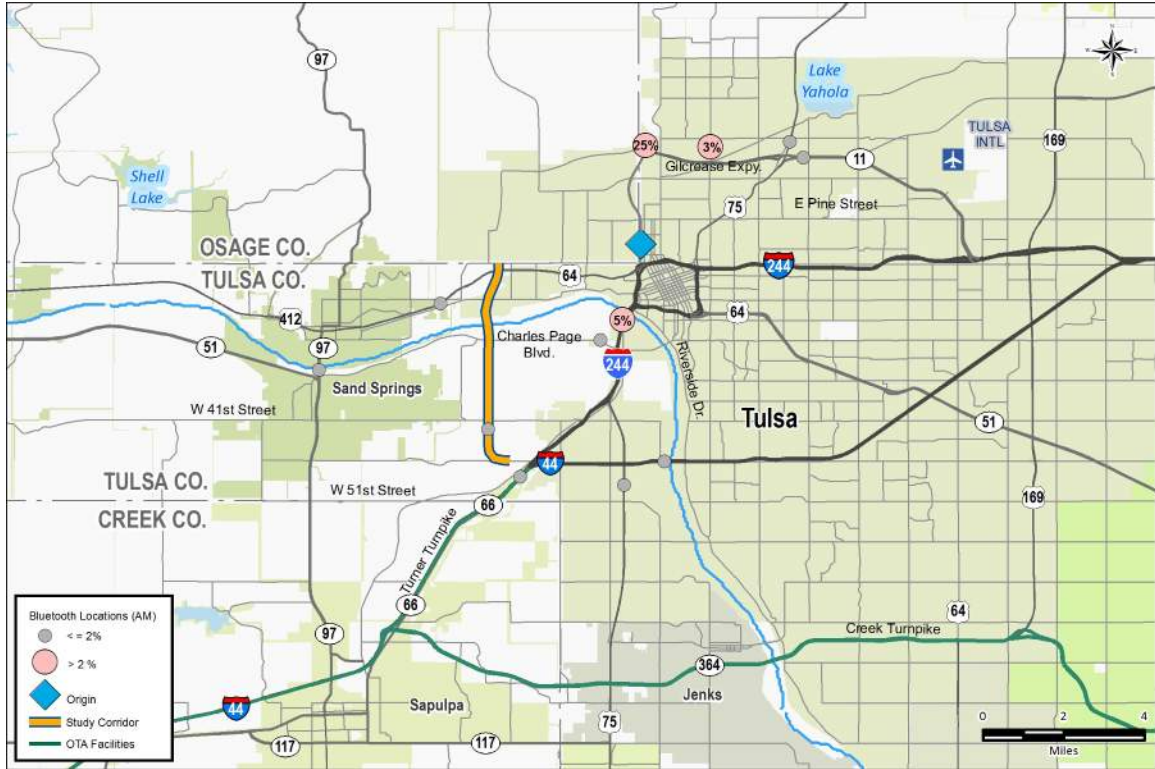 97
N
Lake
Yahola
TULSA
INTL
169
25%
3%
Gilcrease Expy.
11
Shell
Lake
75
E Pine Street
OSAGE CO.
TULSA CO.
64
244
412
5%
64
51
97
Charles Page
Blvd.
244
Riverside Dr.
Sand Springs
W 41st Street
Tulsa
51
44
TULSA CO.
CREEK CO.
W 51st Street
66
169
Turner Turnpike
66
64
Creek Turnpike
97
364
Jenks
44
Sapulpa
75
117
117
Bluetooth Locations (AM)
< = 2%
> 2 %
Origin
Study Corridor
OTA Facilities
0 2 4
Miles